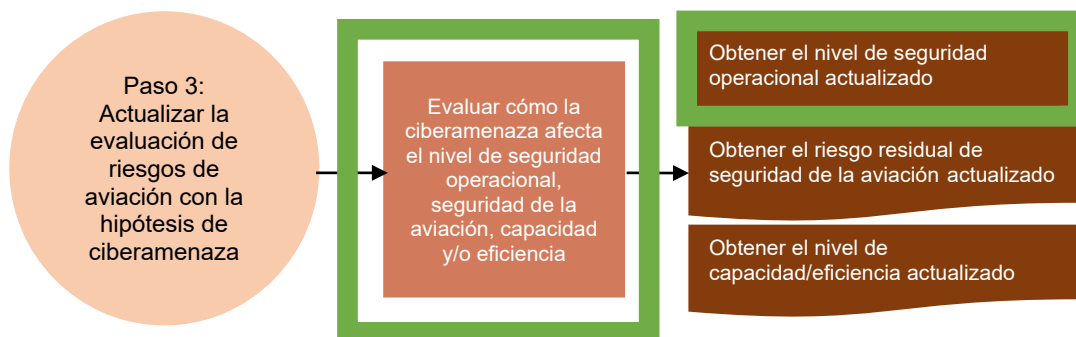 Paso 3:
Actualizar la
evaluación de
riesgos de
aviación con la
hipótesis de
ciberamenaza
Evaluar cómo la
ciberamenaza afecta
el nivel de seguridad
operacional,
seguridad de la
aviación, capacidad
y/o eficiencia
Obtener el nivel de seguridad
operacional actualizado
Obtener el riesgo residual de
seguridad de la aviación actualizado
Obtener el nivel de
capacidad/eficiencia actualizado